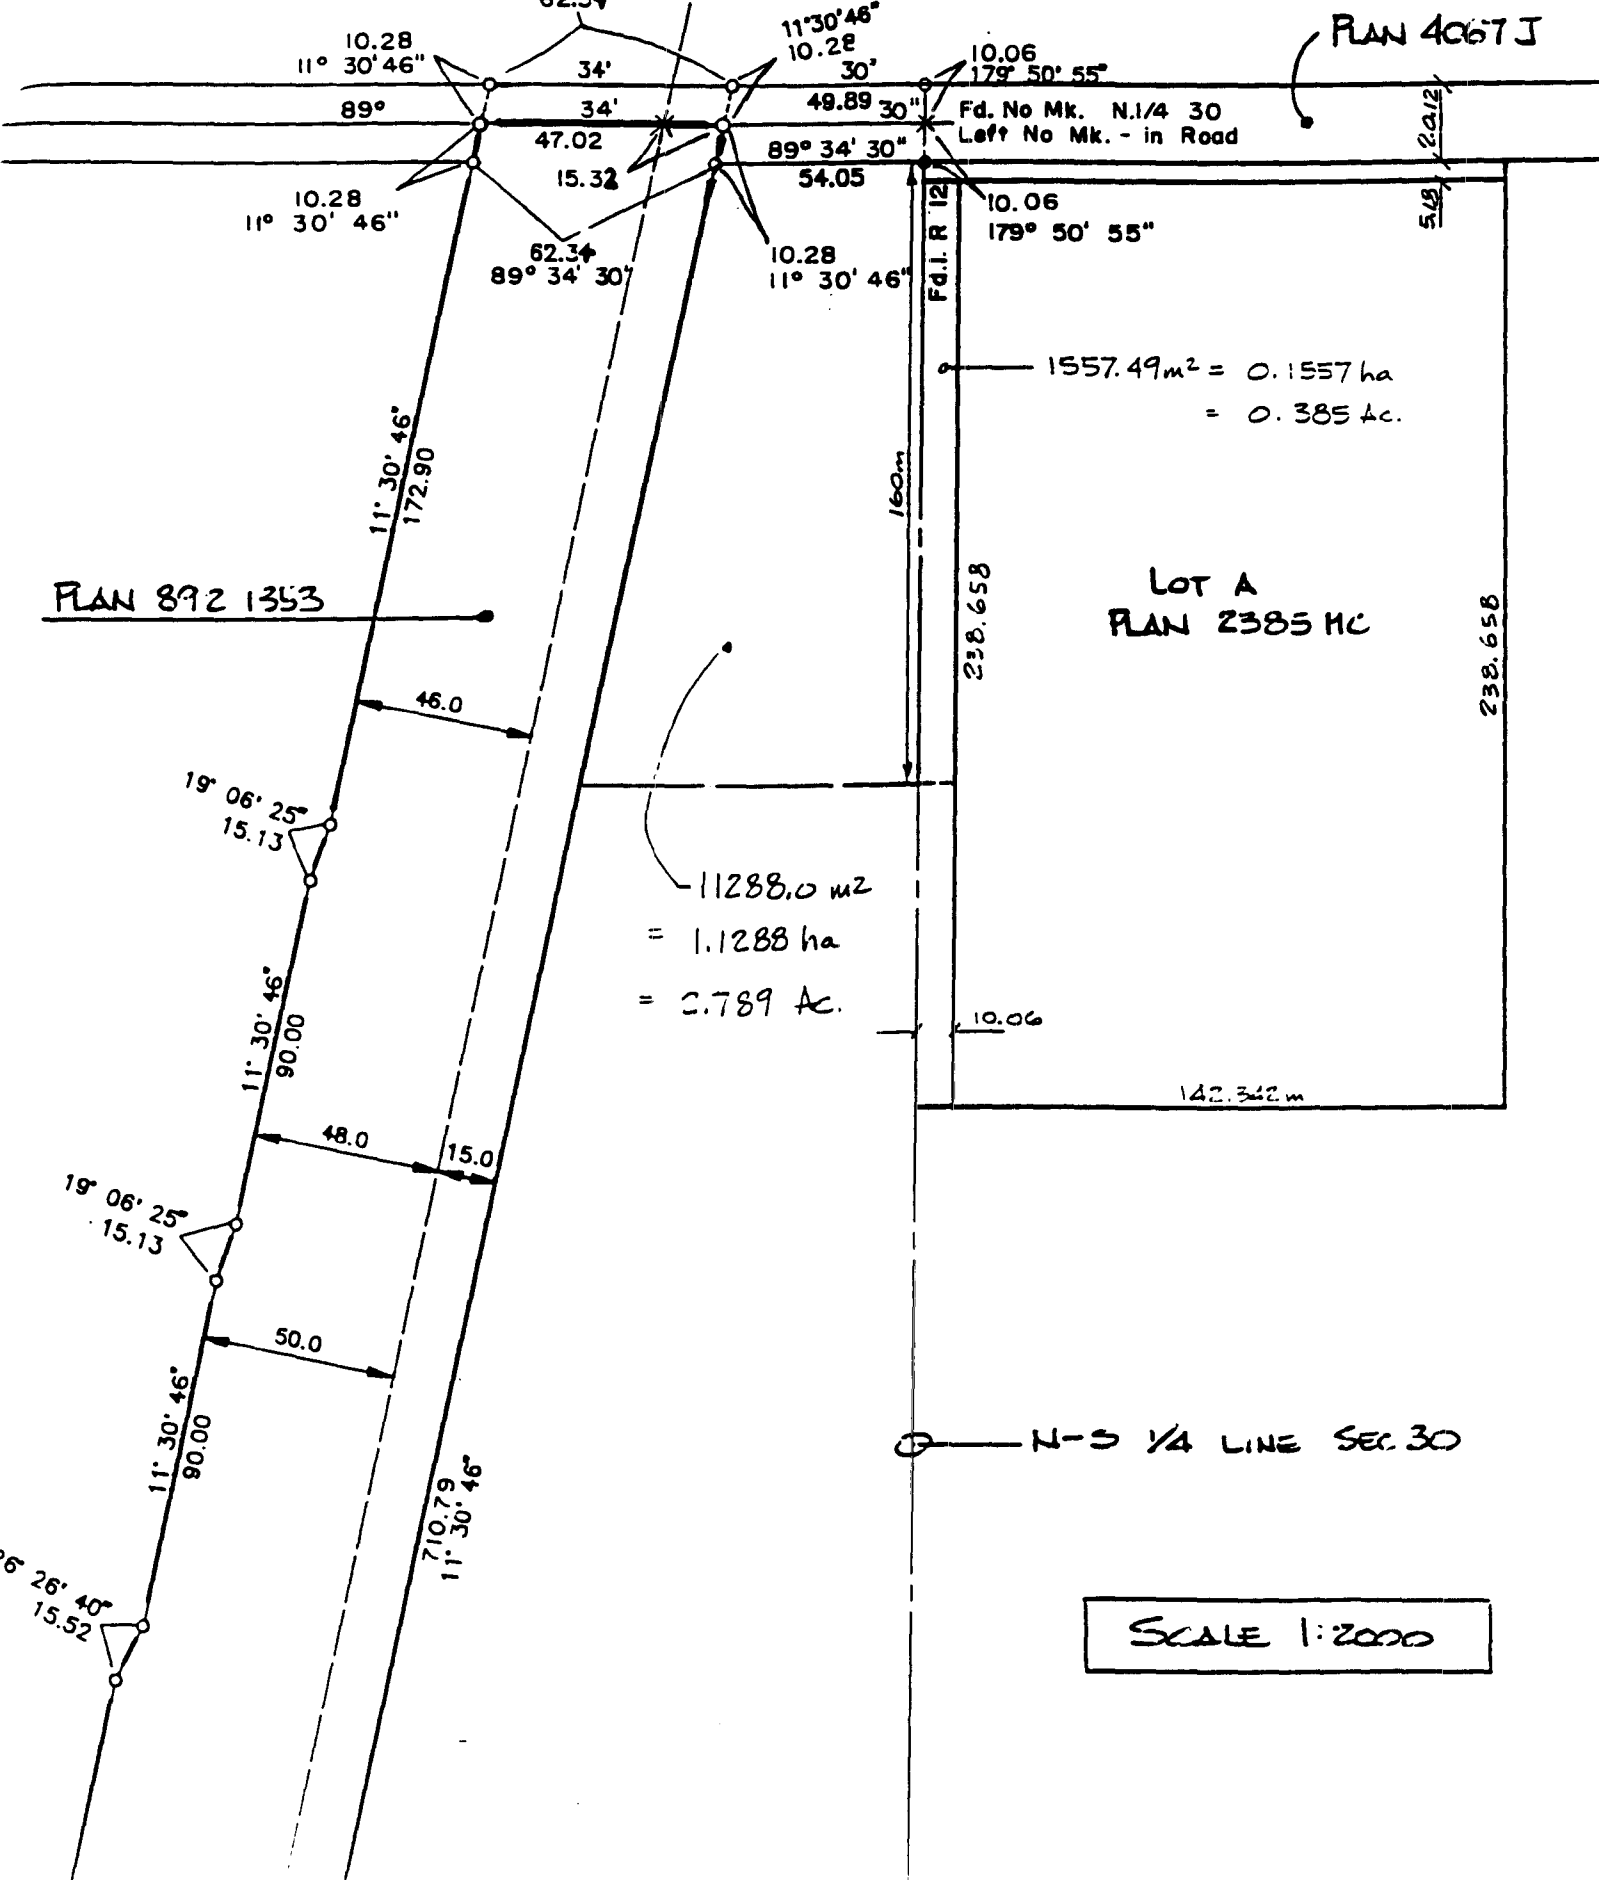 11°30'46"
10.28
PLAN 4067 J
10.28
11° 30' 46"
34'
30'
10.06
179° 50' 55"
89°
34'
49.89
30"
Fd. No Mk. N.1/4 30
Left No Mk. - in Road
20.12
47.02
15.32
89° 34' 30"
54.05
5.18
10.28
11° 30' 46"
62.34
89° 34' 30'
10.28
11° 30' 46"
10.06
179° 50' 55"
Fd.I. R 12
1557.49m² = 0.1557 ha
= 0.385 Ac.
11° 30' 46"
172.90
160m
PLAN 892 1353
238.658
LOT A
PLAN 2385 MC
238.658
46.0
19° 06' 25"
15.13
11288.0 m²
= 1.1288 ha
= 2.789 Ac.
11° 30' 46"
90.00
10.06
142.342 m
48.0
15.0
19° 06' 25"
15.13
50.0
11° 30' 46"
90.00
710.79
11° 30' 46"
N-S 1/4 LINE SEC. 30
26' 40"
15.52
SCALE 1:2000